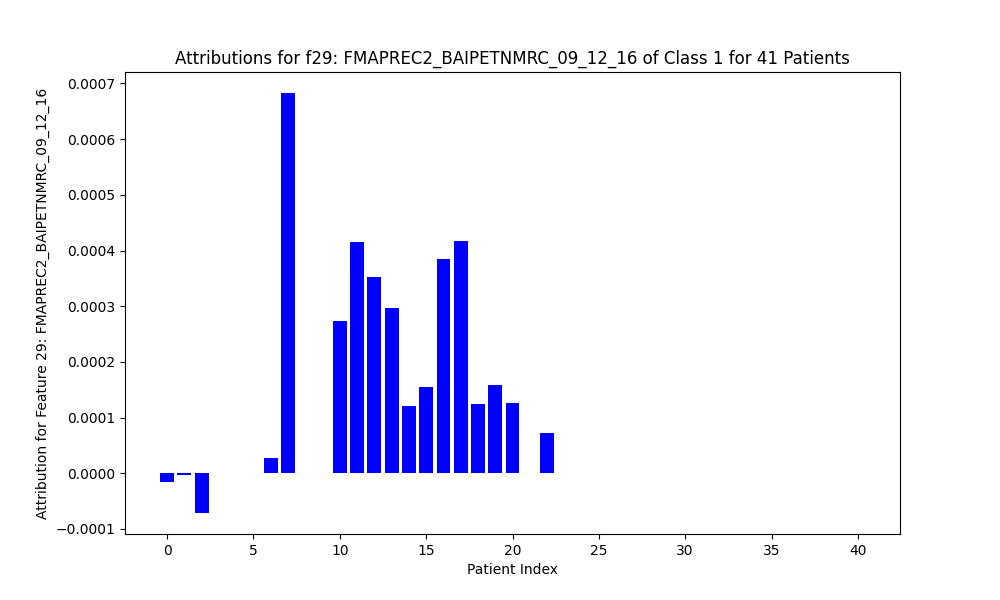 Attributions for f29: FMAPREC2_BAIPETNMRC_09_12_16 of Class 1 for 41 Patients
Attribution for Feature 29: FMAPREC2_BAIPETNMRC_09_12_16
0.0007
0.0006
0.0005
0.0004
0.0003
0.0002
0.0001
0.0000
−0.0001
0 5 10 15 20 25 30 35 40
Patient Index